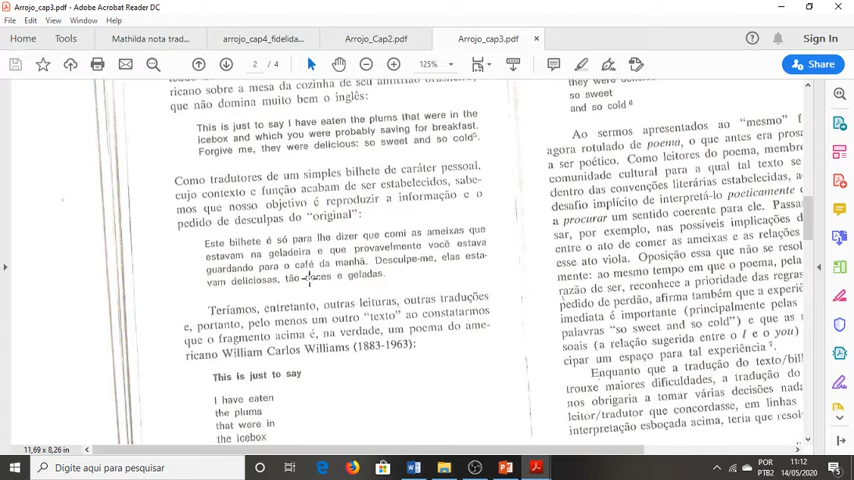 Arrojo_cap3.pdf - Adobe Acrobat Reader DC
File Edit View Window Help
Home Tools Mathilda nota trad... arrojo_cap4_fidelida... Arrojo_Cap2.pdf Arrojo_cap3.pdf Sign In
2 / 4 125% Share
ricano sobre a mesa da cozinha de seu anfitrião
que não domina muito bem o inglês:
This is just to say I have eaten the plums that were in the
icebox and which you were probably saving for breakfast.
Forgive me, they were delicious: so sweet and so cold5.
Como tradutores de um simples bilhete de caráter pessoal,
cujo contexto e função acabam de ser estabelecidos, sabe-
mos que nosso objetivo é reproduzir a informação e o
pedido de desculpas do "original":
Este bilhete é só para lhe dizer que comi as ameixas que
estavam na geladeira e que provavelmente você estava
guardando para o café da manhã. Desculpe-me, elas esta-
vam deliciosas, tão doces e geladas.
Teríamos, entretanto, outras leituras, outras traduções
e, portanto, pelo menos um outro "texto" ao constatarmos
que o fragmento acima é, na verdade, um poema do ame-
ricano William Carlos Williams (1883-1963):
This is just to say
I have eaten
the plums
that were in
the icebox
so sweet
and so cold 6
Ao sermos apresentados ao "mesmo"
agora rotulado de poema, o que antes era
a ser poético. Como leitores do poema,
comunidade cultural para a qual tal texto
dentro das convenções literárias estabelecidas,
desafio implícito de interpretá-lo poeticamente
a procurar um sentido coerente para ele.
sar, por exemplo, nas possíveis implicações
entre o ato de comer as ameixas e as relações
esse ato viola. Oposição essa que não se
mente: ao mesmo tempo em que o poema,
razão de ser, reconhece a prioridade das
pedido de perdão, afirma também que a
imediata é importante (principalmente pelas
palavras "so sweet and so cold") e que as
soais (a relação sugerida entre o I e o you)
cipar um espaço para tal experiência 7.
Enquanto que a tradução do
trouxe maiores dificuldades, a tradução do
nos obrigaria a tomar várias decisões nada
leitor/tradutor que concordasse, em linhas
interpretação esboçada acima, teria que
11,69 x 8,26 in
Digite aqui para pesquisar
POR 11:12
PTB2 14/05/2020